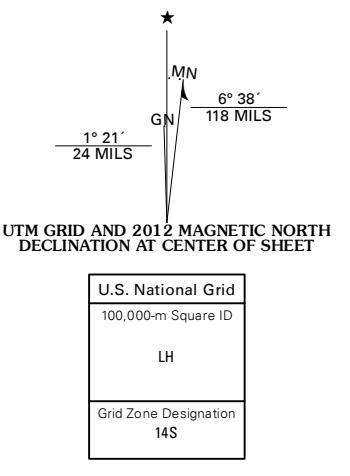 ★
MN
GN
6° 38´
118 MILS
1° 21´
24 MILS
UTM GRID AND 2012 MAGNETIC NORTH
DECLINATION AT CENTER OF SHEET
U.S. National Grid
100,000-m Square ID
LH
Grid Zone Designation
14S